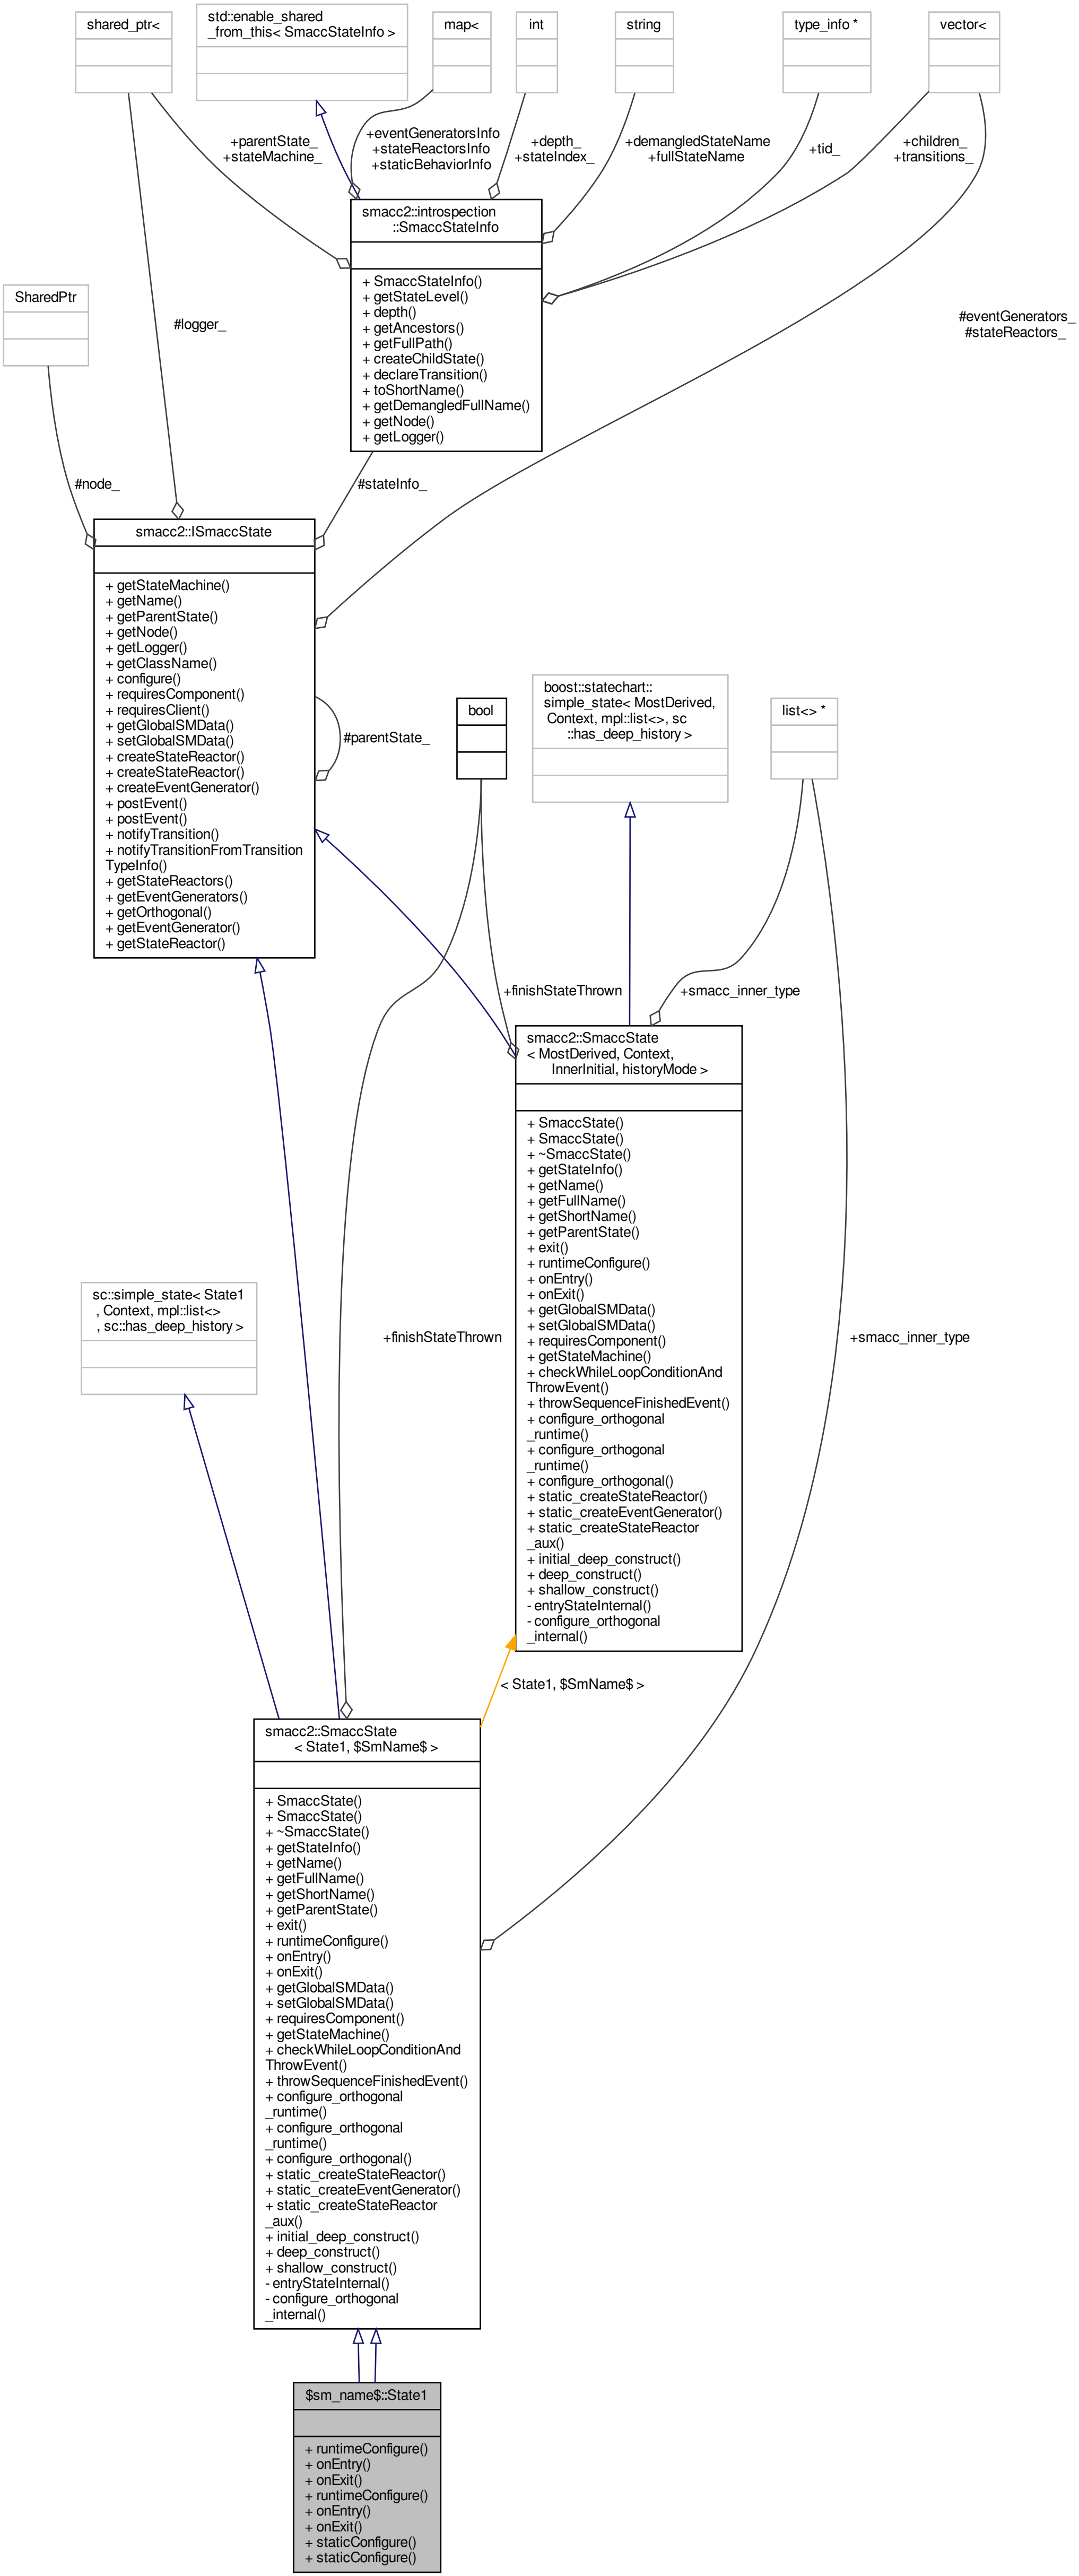 shared_ptr<
std::enable_shared
_from_this< SmaccStateInfo >
map<
int
string
type_info *
vector<
+parentState_
+stateMachine_
+eventGeneratorsInfo
+stateReactorsInfo
+staticBehaviorInfo
+depth_
+stateIndex_
+demangledStateName
+fullStateName
+tid_
+children_
+transitions_
smacc2::introspection
::SmaccStateInfo
+ SmaccStateInfo()
+ getStateLevel()
+ depth()
+ getAncestors()
+ getFullPath()
+ createChildState()
+ declareTransition()
+ toShortName()
+ getDemangledFullName()
+ getNode()
+ getLogger()
SharedPtr
#logger_
#eventGenerators_
#stateReactors_
#node_
#stateInfo_
smacc2::ISmaccState
+ getStateMachine()
+ getName()
+ getParentState()
+ getNode()
+ getLogger()
+ getClassName()
+ configure()
+ requiresComponent()
+ requiresClient()
+ getGlobalSMData()
+ setGlobalSMData()
+ createStateReactor()
+ createStateReactor()
+ createEventGenerator()
+ postEvent()
+ postEvent()
+ notifyTransition()
+ notifyTransitionFromTransition
TypeInfo()
+ getStateReactors()
+ getEventGenerators()
+ getOrthogonal()
+ getEventGenerator()
+ getStateReactor()
#parentState_
bool
boost::statechart::
simple_state< MostDerived,
Context, mpl::list<>, sc
::has_deep_history >
list<> *
+finishStateThrown
+smacc_inner_type
smacc2::SmaccState
< MostDerived, Context,
InnerInitial, historyMode >
+ SmaccState()
+ SmaccState()
+ ~SmaccState()
+ getStateInfo()
+ getName()
+ getFullName()
+ getShortName()
+ getParentState()
+ exit()
+ runtimeConfigure()
+ onEntry()
+ onExit()
+ getGlobalSMData()
+ setGlobalSMData()
+ requiresComponent()
+ getStateMachine()
+ checkWhileLoopConditionAnd
ThrowEvent()
+ throwSequenceFinishedEvent()
+ configure_orthogonal
_runtime()
+ configure_orthogonal
_runtime()
+ configure_orthogonal()
+ static_createStateReactor()
+ static_createEventGenerator()
+ static_createStateReactor
_aux()
+ initial_deep_construct()
+ deep_construct()
+ shallow_construct()
- entryStateInternal()
- configure_orthogonal
_internal()
sc::simple_state< State1
, Context, mpl::list<>
, sc::has_deep_history >
+finishStateThrown
+smacc_inner_type
< State1, $SmName$ >
smacc2::SmaccState
< State1, $SmName$ >
+ SmaccState()
+ SmaccState()
+ ~SmaccState()
+ getStateInfo()
+ getName()
+ getFullName()
+ getShortName()
+ getParentState()
+ exit()
+ runtimeConfigure()
+ onEntry()
+ onExit()
+ getGlobalSMData()
+ setGlobalSMData()
+ requiresComponent()
+ getStateMachine()
+ checkWhileLoopConditionAnd
ThrowEvent()
+ throwSequenceFinishedEvent()
+ configure_orthogonal
_runtime()
+ configure_orthogonal
_runtime()
+ configure_orthogonal()
+ static_createStateReactor()
+ static_createEventGenerator()
+ static_createStateReactor
_aux()
+ initial_deep_construct()
+ deep_construct()
+ shallow_construct()
- entryStateInternal()
- configure_orthogonal
_internal()
$sm_name$::State1
+ runtimeConfigure()
+ onEntry()
+ onExit()
+ runtimeConfigure()
+ onEntry()
+ onExit()
+ staticConfigure()
+ staticConfigure()